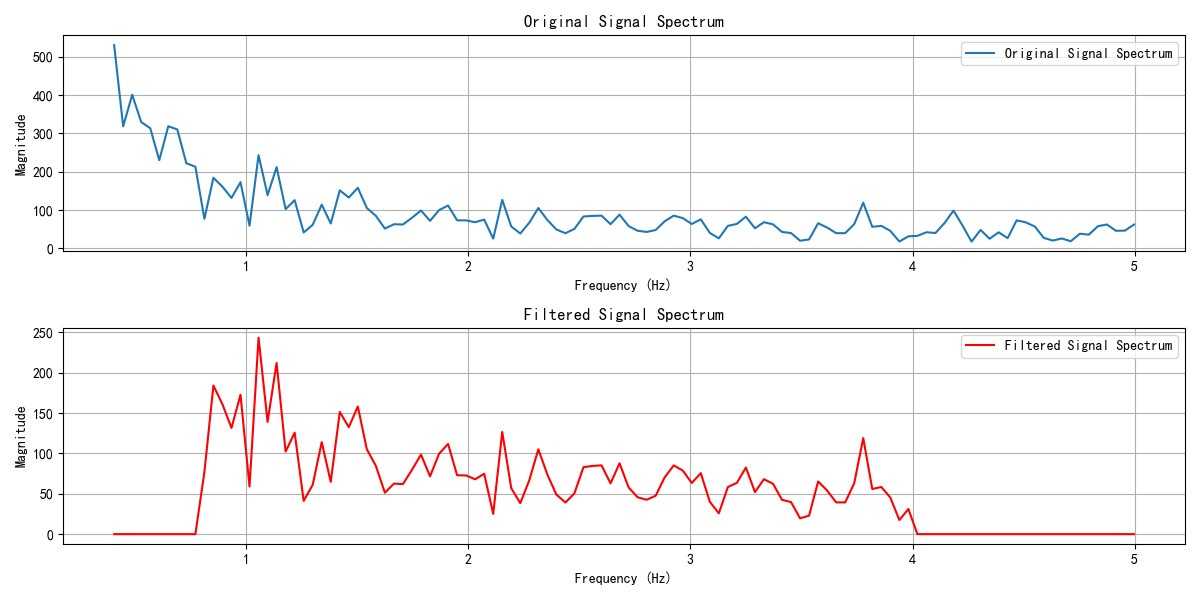 Original Signal Spectrum
Original Signal Spectrum
Magnitude
500
400
300
200
100
0
1
2
3
4
5
Frequency (Hz)
Filtered Signal Spectrum
Filtered Signal Spectrum
Magnitude
250
200
150
100
50
0
1
2
3
4
5
Frequency (Hz)